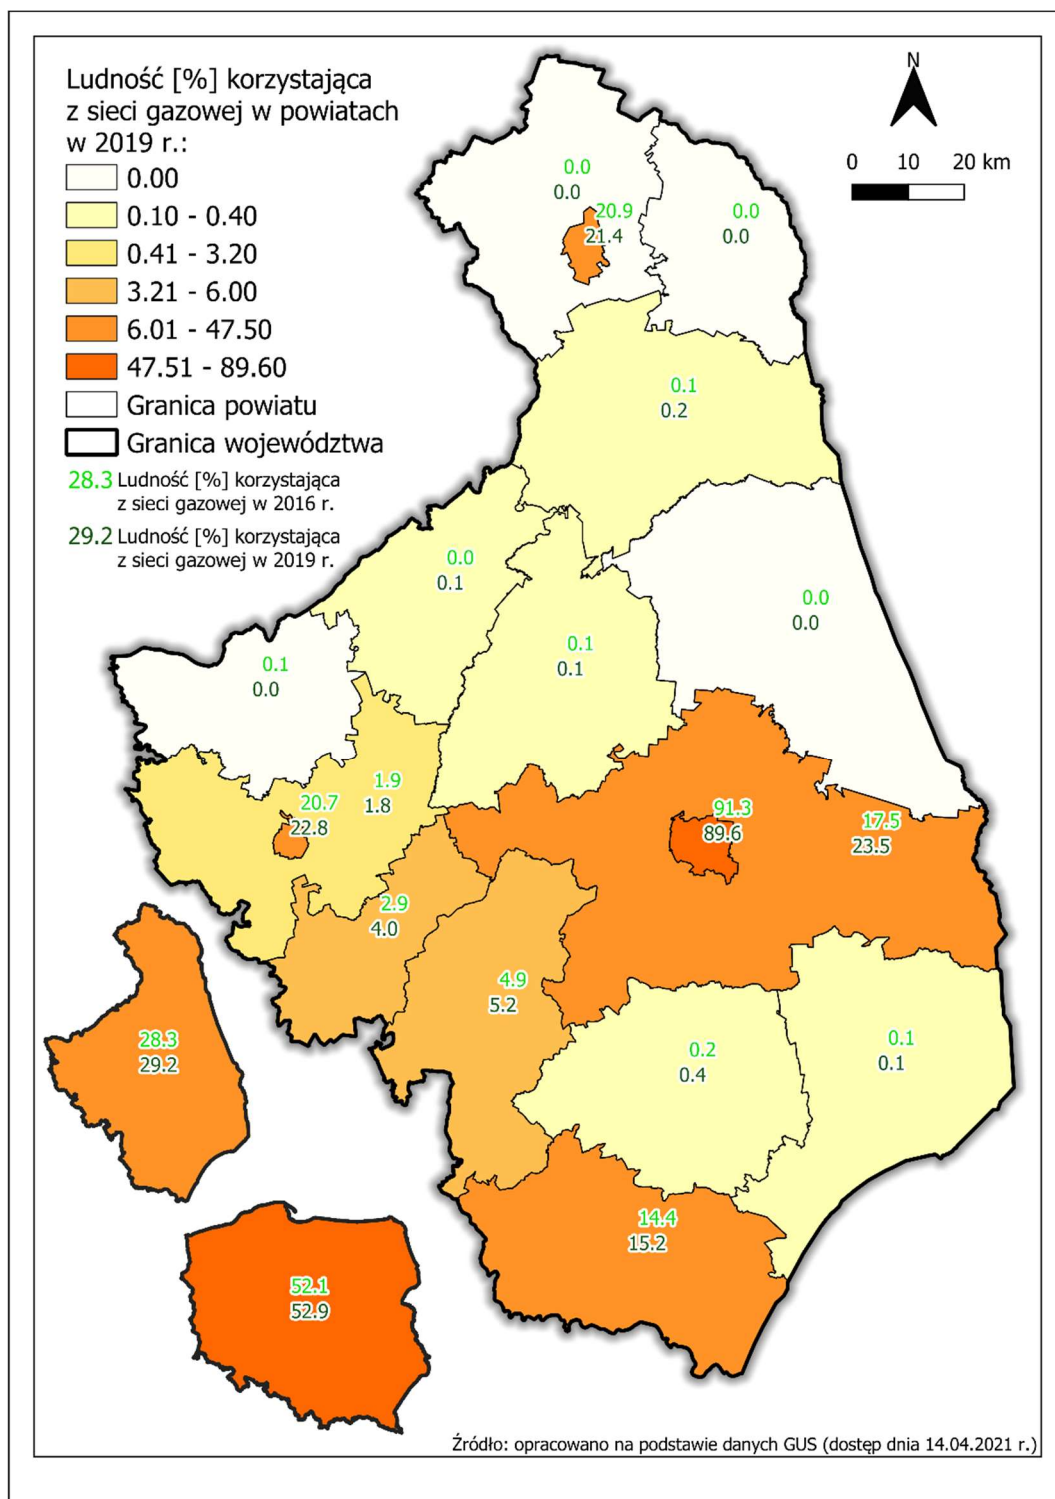 Ludność [%] korzystająca
z sieci gazowej w powiatach
w 2019 r.:
0.00
0.10 - 0.40
0.41 - 3.20
3.21 - 6.00
6.01 - 47.50
47.51 - 89.60
Granica powiatu
Granica województwa
28.3 Ludność [%] korzystająca
z sieci gazowej w 2016 r.
29.2 Ludność [%] korzystająca
z sieci gazowej w 2019 r.
N
0 10 20 km
0.0
0.0
20.9
21.4
0.0
0.0
0.1
0.2
0.0
0.1
0.1
0.1
0.0
0.0
0.1
0.0
1.9
1.8
20.7
22.8
91.3
89.6
17.5
23.5
2.9
4.0
4.9
5.2
0.2
0.4
0.1
0.1
28.3
29.2
14.4
15.2
52.1
52.9
Źródło: opracowano na podstawie danych GUS (dostęp dnia 14.04.2021 r.)